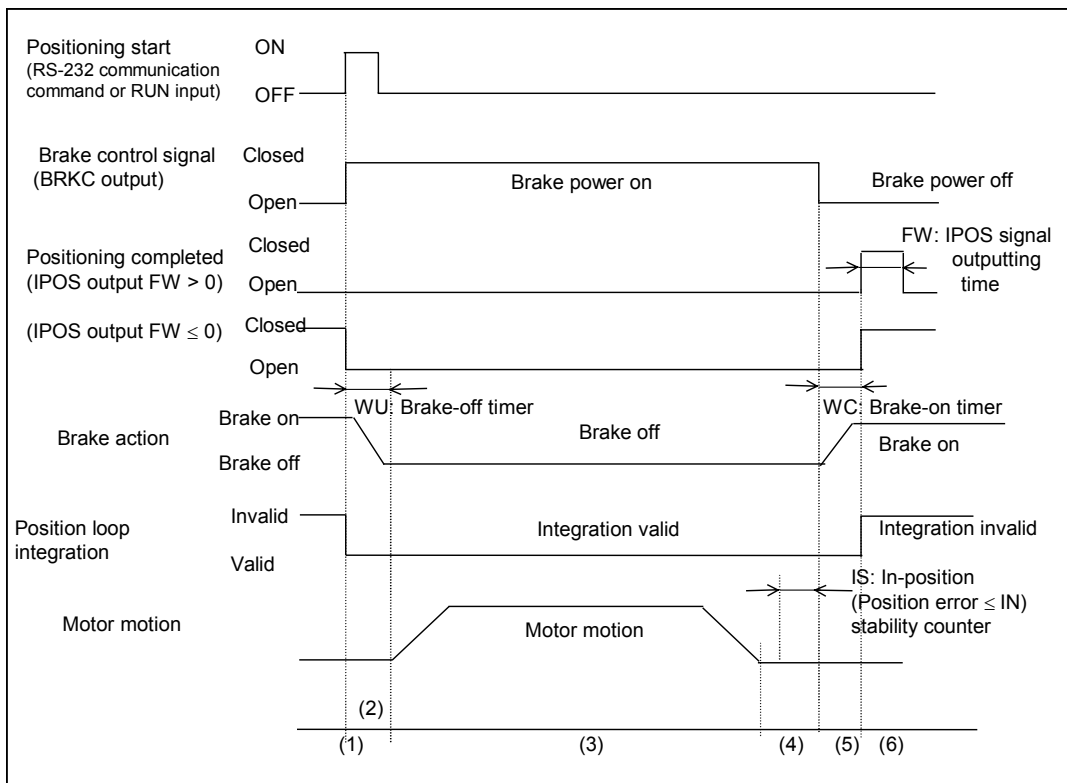 Positioning start
(RS-232 communication
command or RUN input)
ON
OFF
Brake control signal
(BRKC output)
Closed
Open
Brake power on
Brake power off
Positioning completed
(IPOS output FW > 0)
Closed
Open
FW: IPOS signal
outputting
time
(IPOS output FW ≤ 0)
Closed
Open
WU: Brake-off timer
WC: Brake-on timer
Brake action
Brake on
Brake off
Brake off
Brake on
Position loop
integration
Invalid
Valid
Integration valid
Integration invalid
IS: In-position
(Position error ≤ IN)
stability counter
Motor motion
Motor motion
(1)
(2)
(3)
(4)
(5)
(6)